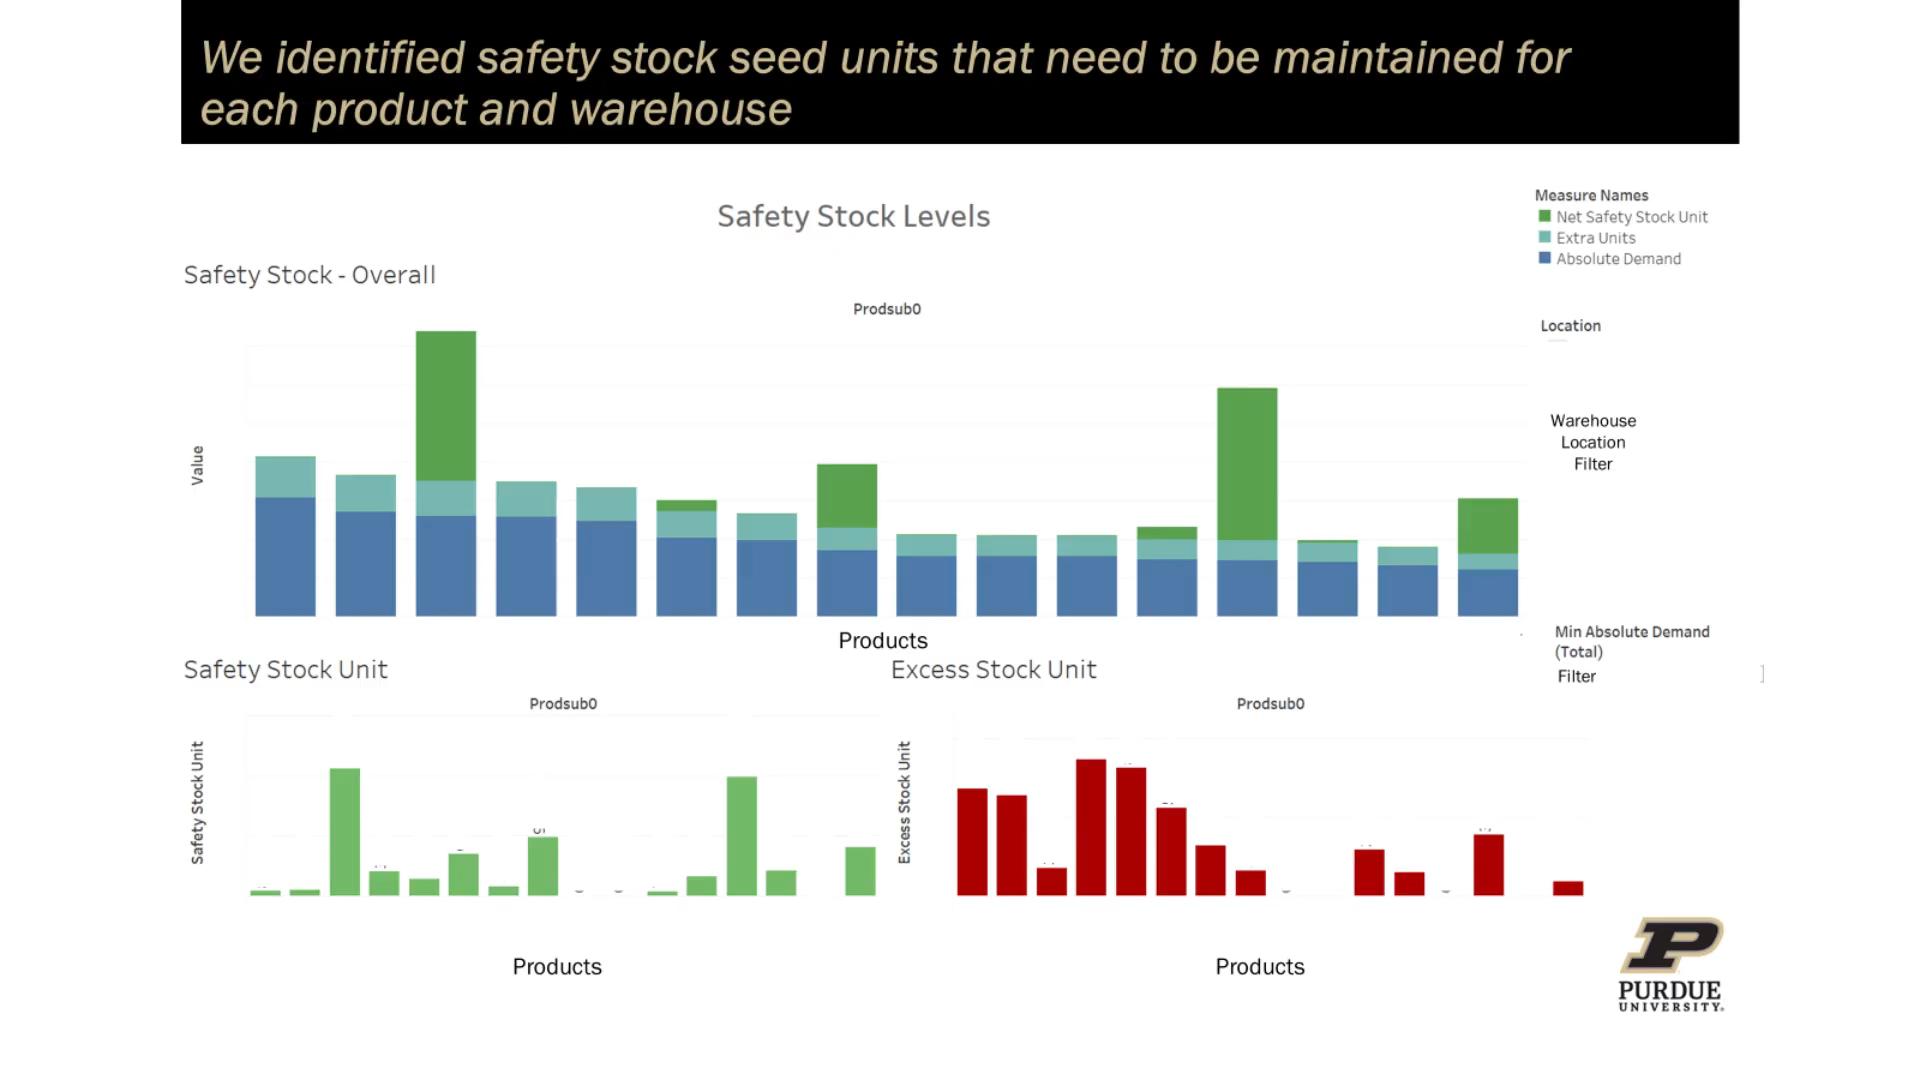 We identified safety stock seed units that need to be maintained for
each product and warehouse
Safety Stock Levels
Measure Names
Net Safety Stock Unit
Extra Units
Absolute Demand
Safety Stock - Overall
Prodsub0
Location
Value
Warehouse
Location
Filter
Products
Min Absolute Demand
(Total)
Filter
Safety Stock Unit
Prodsub0
Safety Stock Unit
Products
Excess Stock Unit
Prodsub0
Excess Stock Unit
Products
P
PURDUE
UNIVERSITY®